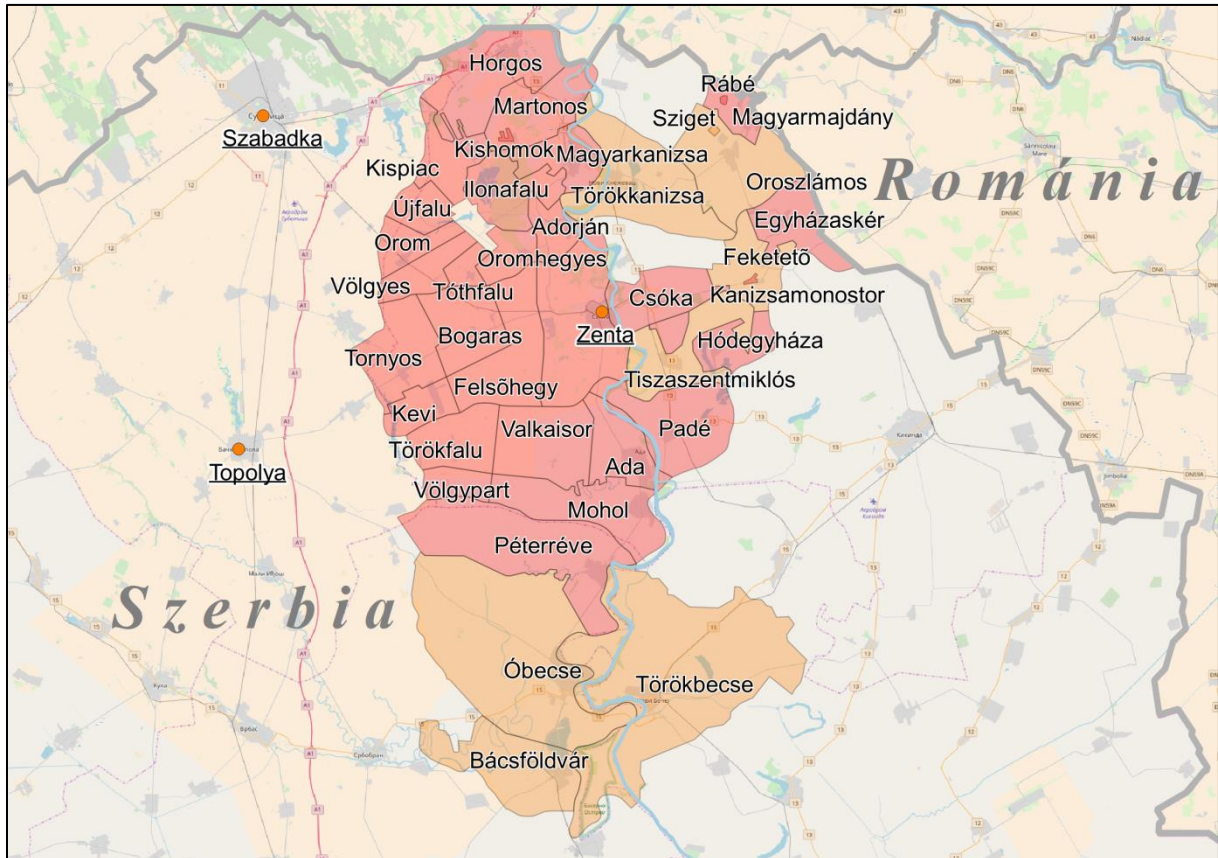 Horgos
Rábé
Martonos
Sziget
Magyarmajdány
Szabadka
Kishomok
Magyarkanizsa
Kispiac
Ilonafalu
Törökkanizsa
Oroszlámos
Románia
Újfalu
Adorján
Egyházaskér
Orom
Oromhegyes
Feketetõ
Völgyes
Tóthfalu
Csóka
Kanizsamonostor
Bogaras
Zenta
Hódegyháza
Tornyos
Felsõhegy
Tiszaszentmiklós
Kevi
Valkaisor
Padé
Törökfalu
Topolya
Ada
Völgypart
Mohol
Péterréve
Szerbia
Óbecse
Törökbecse
Bácsföldvár